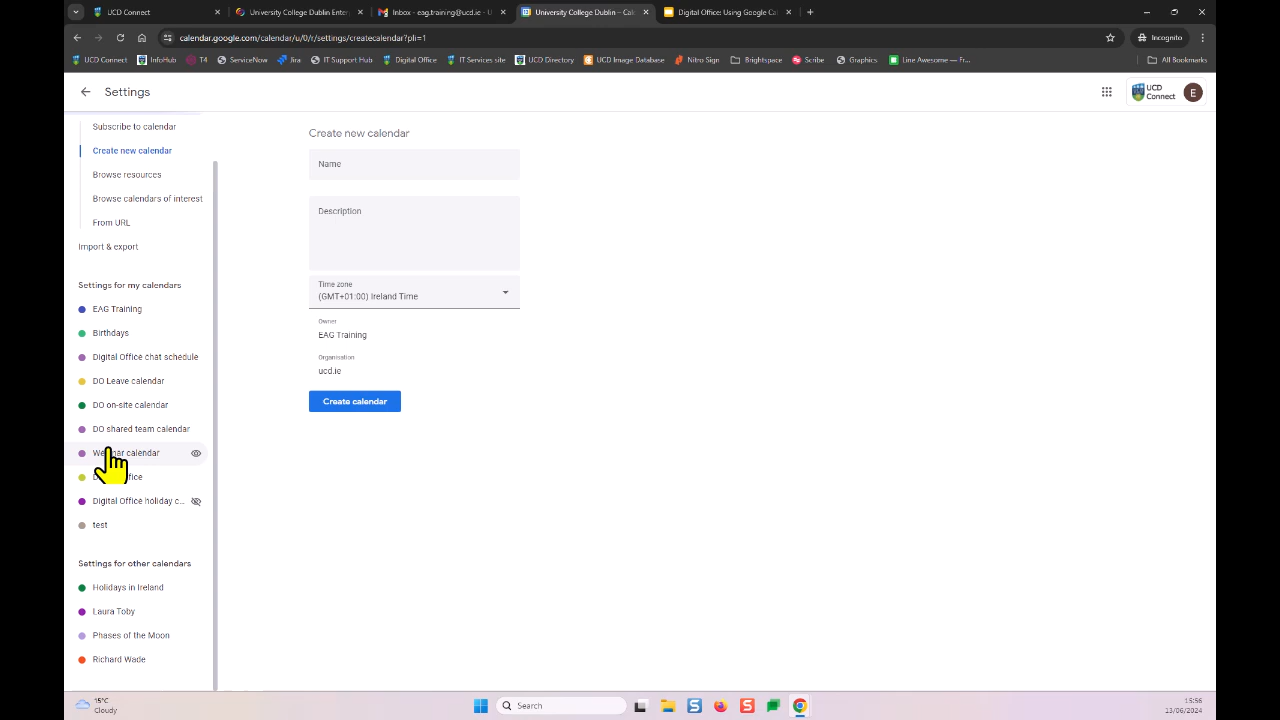 UCD Connect
University College Dublin Enter
Inbox - eag.training@ucd.ie - U
University College Dublin – Cale
Digital Office: Using Google Ca
calendar.google.com/calendar/u/0/r/settings/createcalendar?pli=1
Incognito
UCD Connect
InfoHub
T4
ServiceNow
Jira
IT Support Hub
Digital Office
IT Services site
UCD Directory
UCD Image Database
Nitro Sign
Brightspace
Scribe
Graphics
Line Awesome — Fr...
All Bookmarks
Settings
UCD
Connect
E
Subscribe to calendar
Create new calendar
Browse resources
Browse calendars of interest
From URL
Import & export
Settings for my calendars
EAG Training
Birthdays
Digital Office chat schedule
DO Leave calendar
DO on-site calendar
DO shared team calendar
calendar
Digital Office holiday c...
test
Settings for other calendars
Holidays in Ireland
Laura Toby
Phases of the Moon
Richard Wade
Create new calendar
Name
Description
Time zone
(GMT+01:00) Ireland Time
Owner
EAG Training
Organisation
ucd.ie
Create calendar
15°C
Cloudy
Search
15:56
13/06/2024